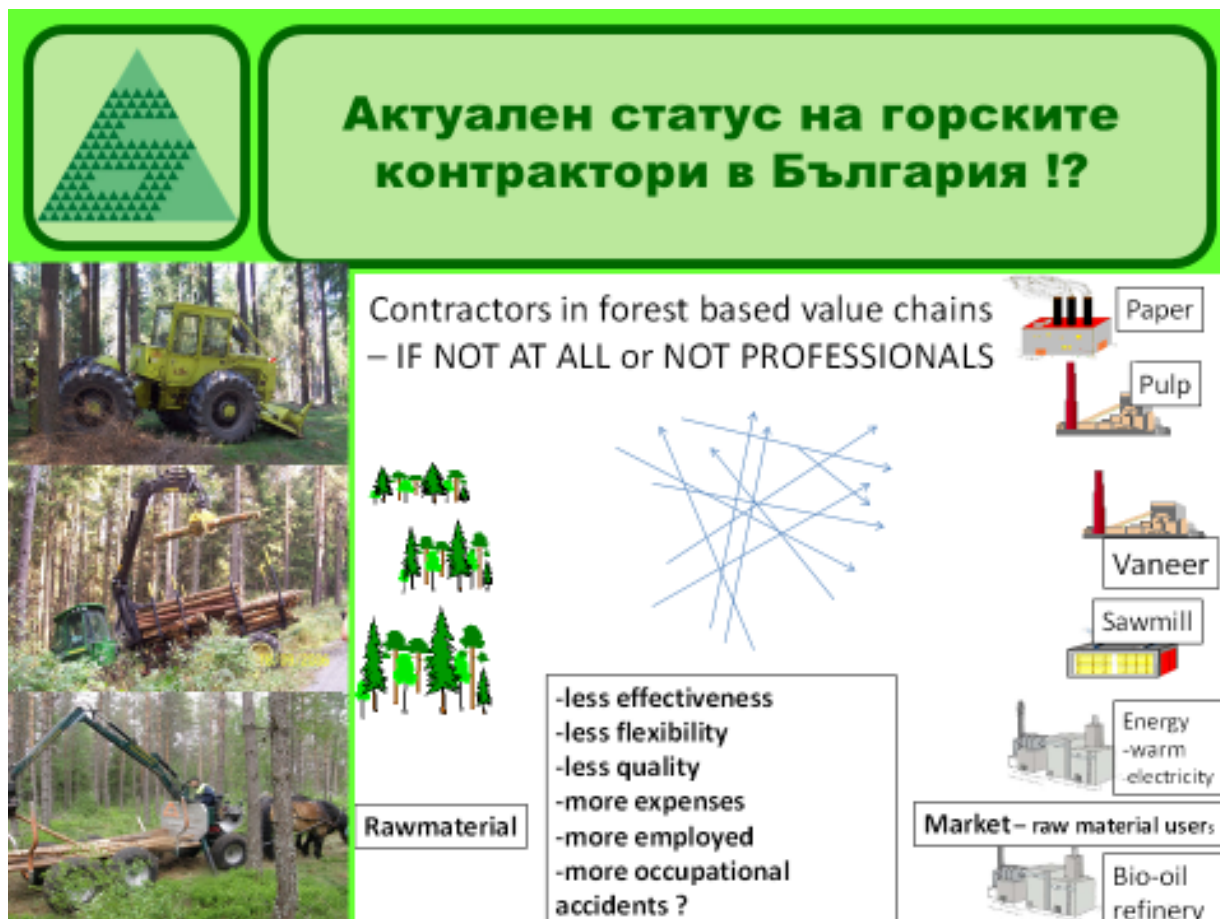 Актуален статус на горските
контрактори в България !?
Contractors in forest based value chains
– IF NOT AT ALL or NOT PROFESSIONALS
Paper
Pulp
Vaneer
Sawmill
Energy
-warm
-electricity
-less effectiveness
-less flexibility
-less quality
-more expenses
-more employed
-more occupational
accidents ?
Rawmaterial
Market – raw material users
Bio-oil
refinery